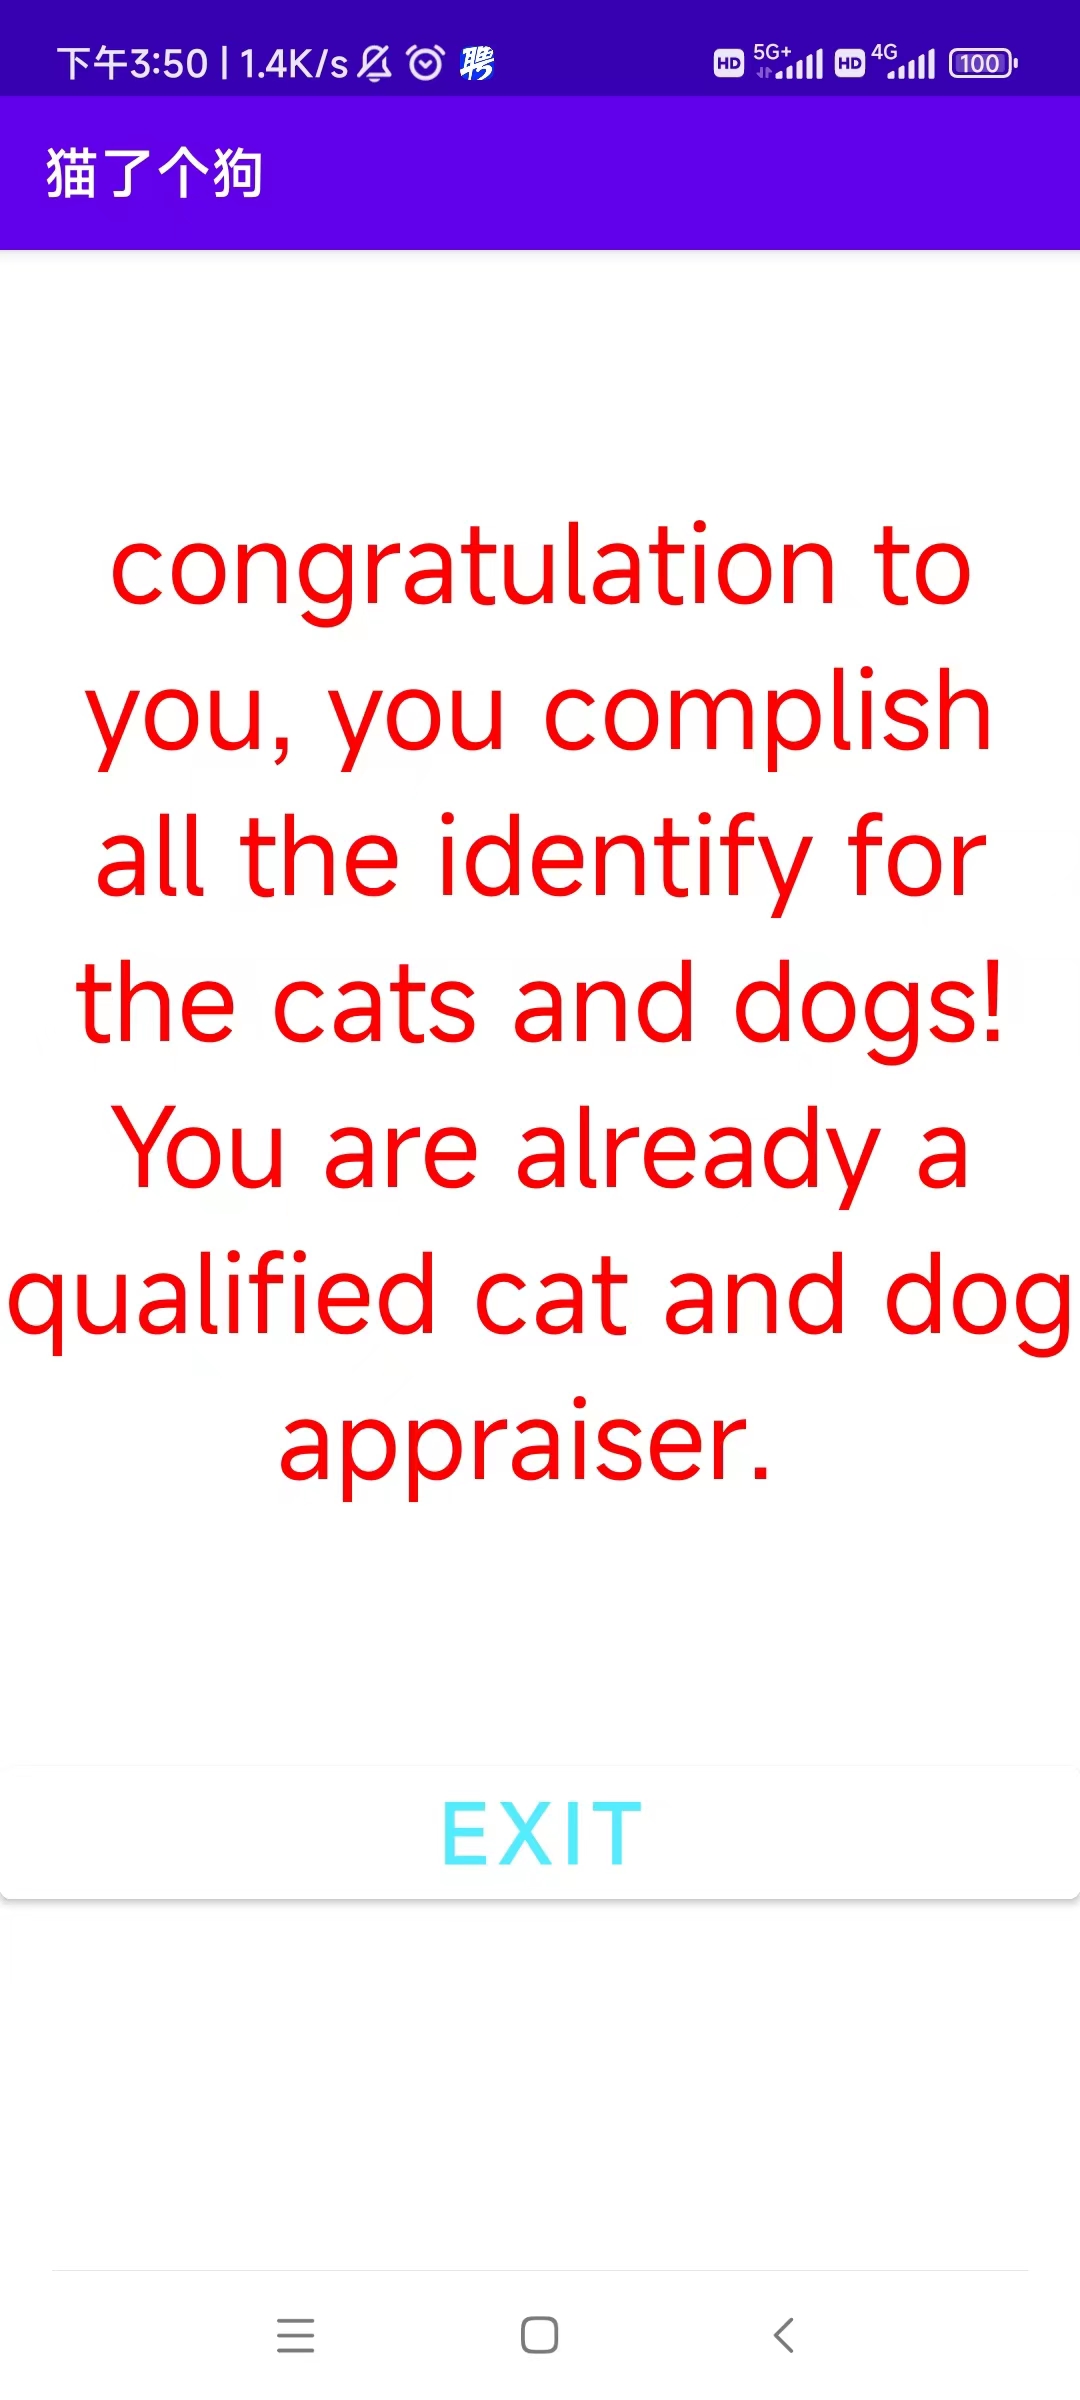 下午3:50 | 1.4K/s 聘 HD 5G+ HD 4G 100
猫了个狗
congratulation to
you, you complish
all the identify for
the cats and dogs!
You are already a
qualified cat and dog
appraiser.
EXIT